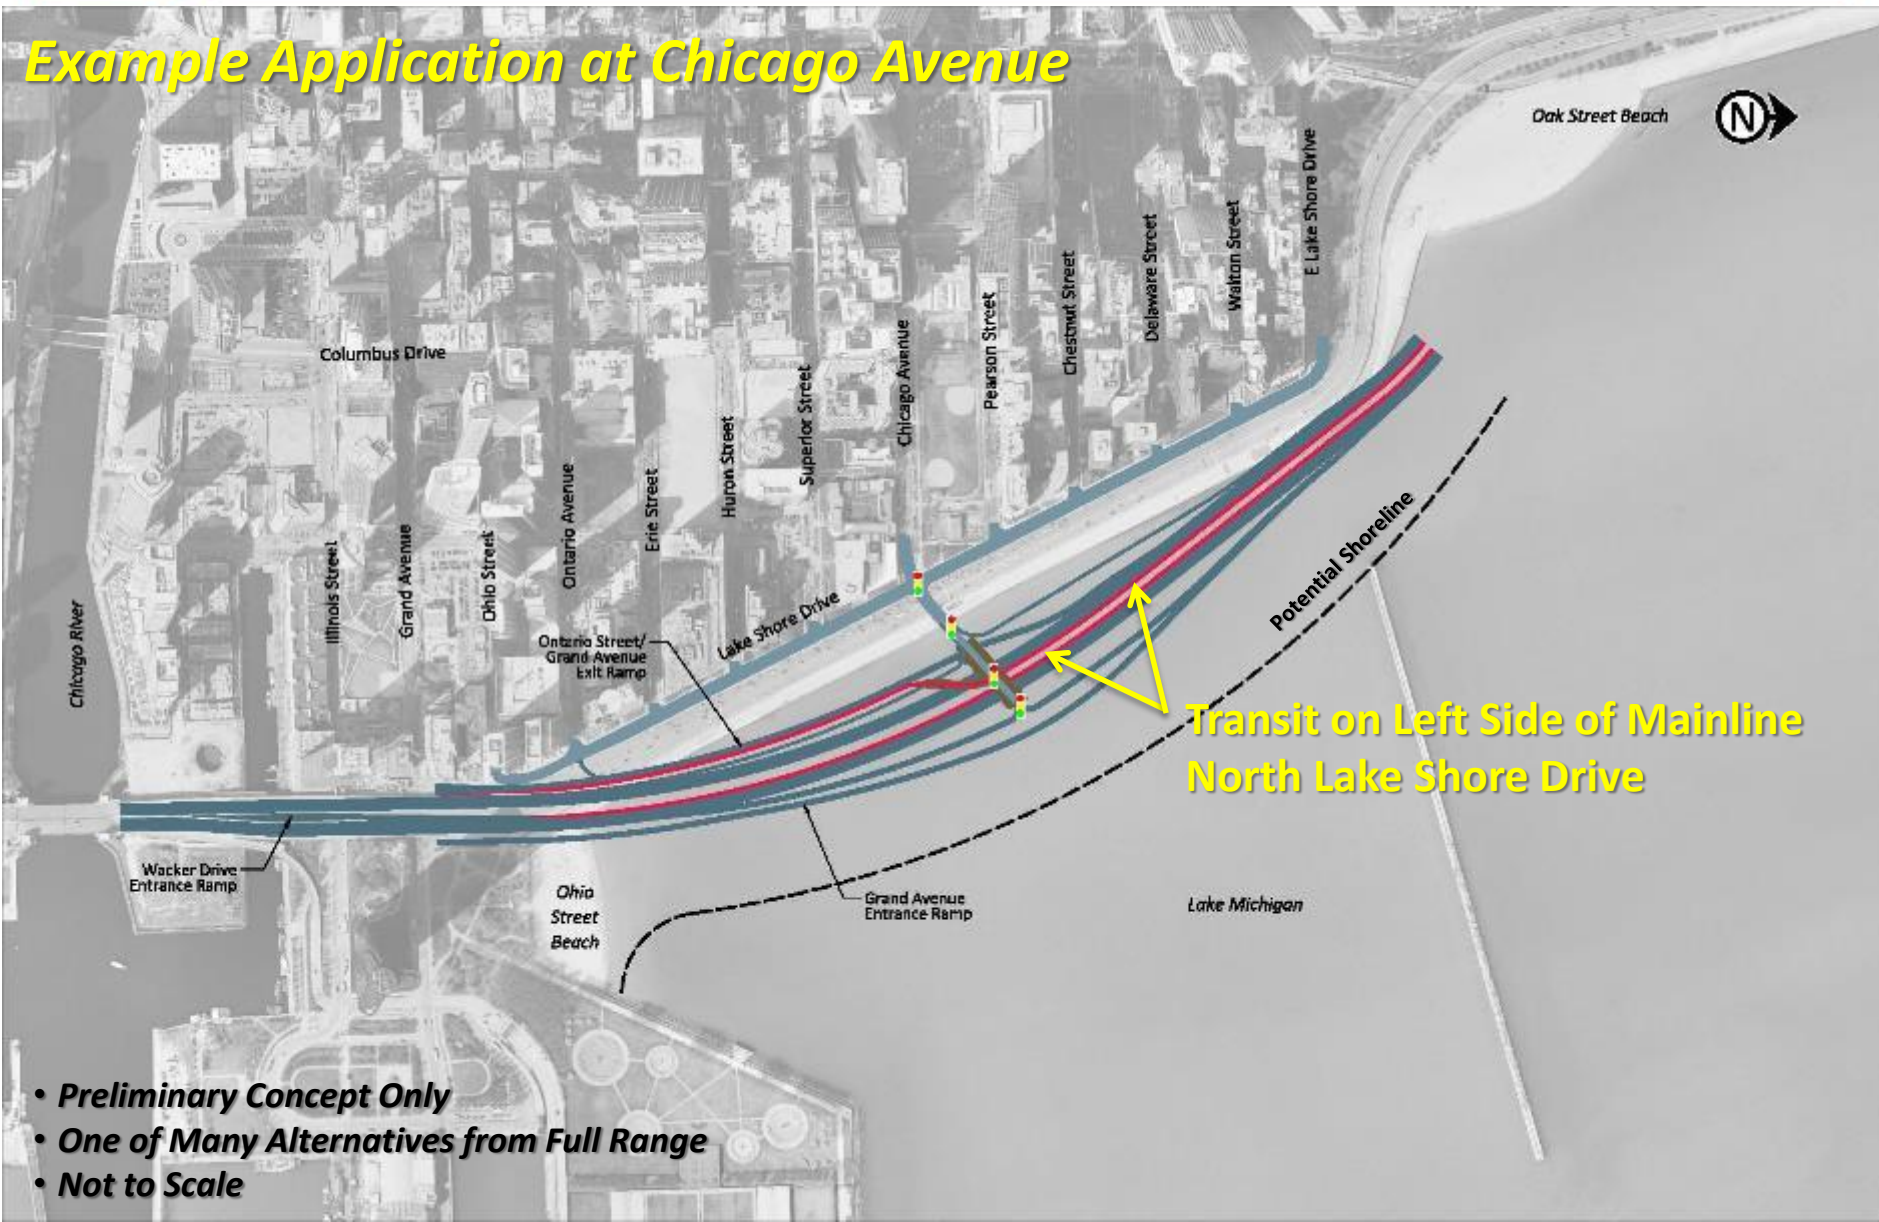 Example Application at Chicago Avenue
Oak Street Beach
N
E Lake Shore Drive
Walton Street
Delaware Street
Chestnut Street
Pearson Street
Chicago Avenue
Superior Street
Huron Street
Erie Street
Ontario Avenue
Ohio Street
Grand Avenue
Illinois Street
Columbus Drive
Chicago River
Lake Shore Drive
Ontario Street/
Grand Avenue
Exit Ramp
Potential Shoreline
Transit on Left Side of Mainline
North Lake Shore Drive
Wacker Drive
Entrance Ramp
Ohio
Street
Beach
Grand Avenue
Entrance Ramp
Lake Michigan
• Preliminary Concept Only
• One of Many Alternatives from Full Range
• Not to Scale